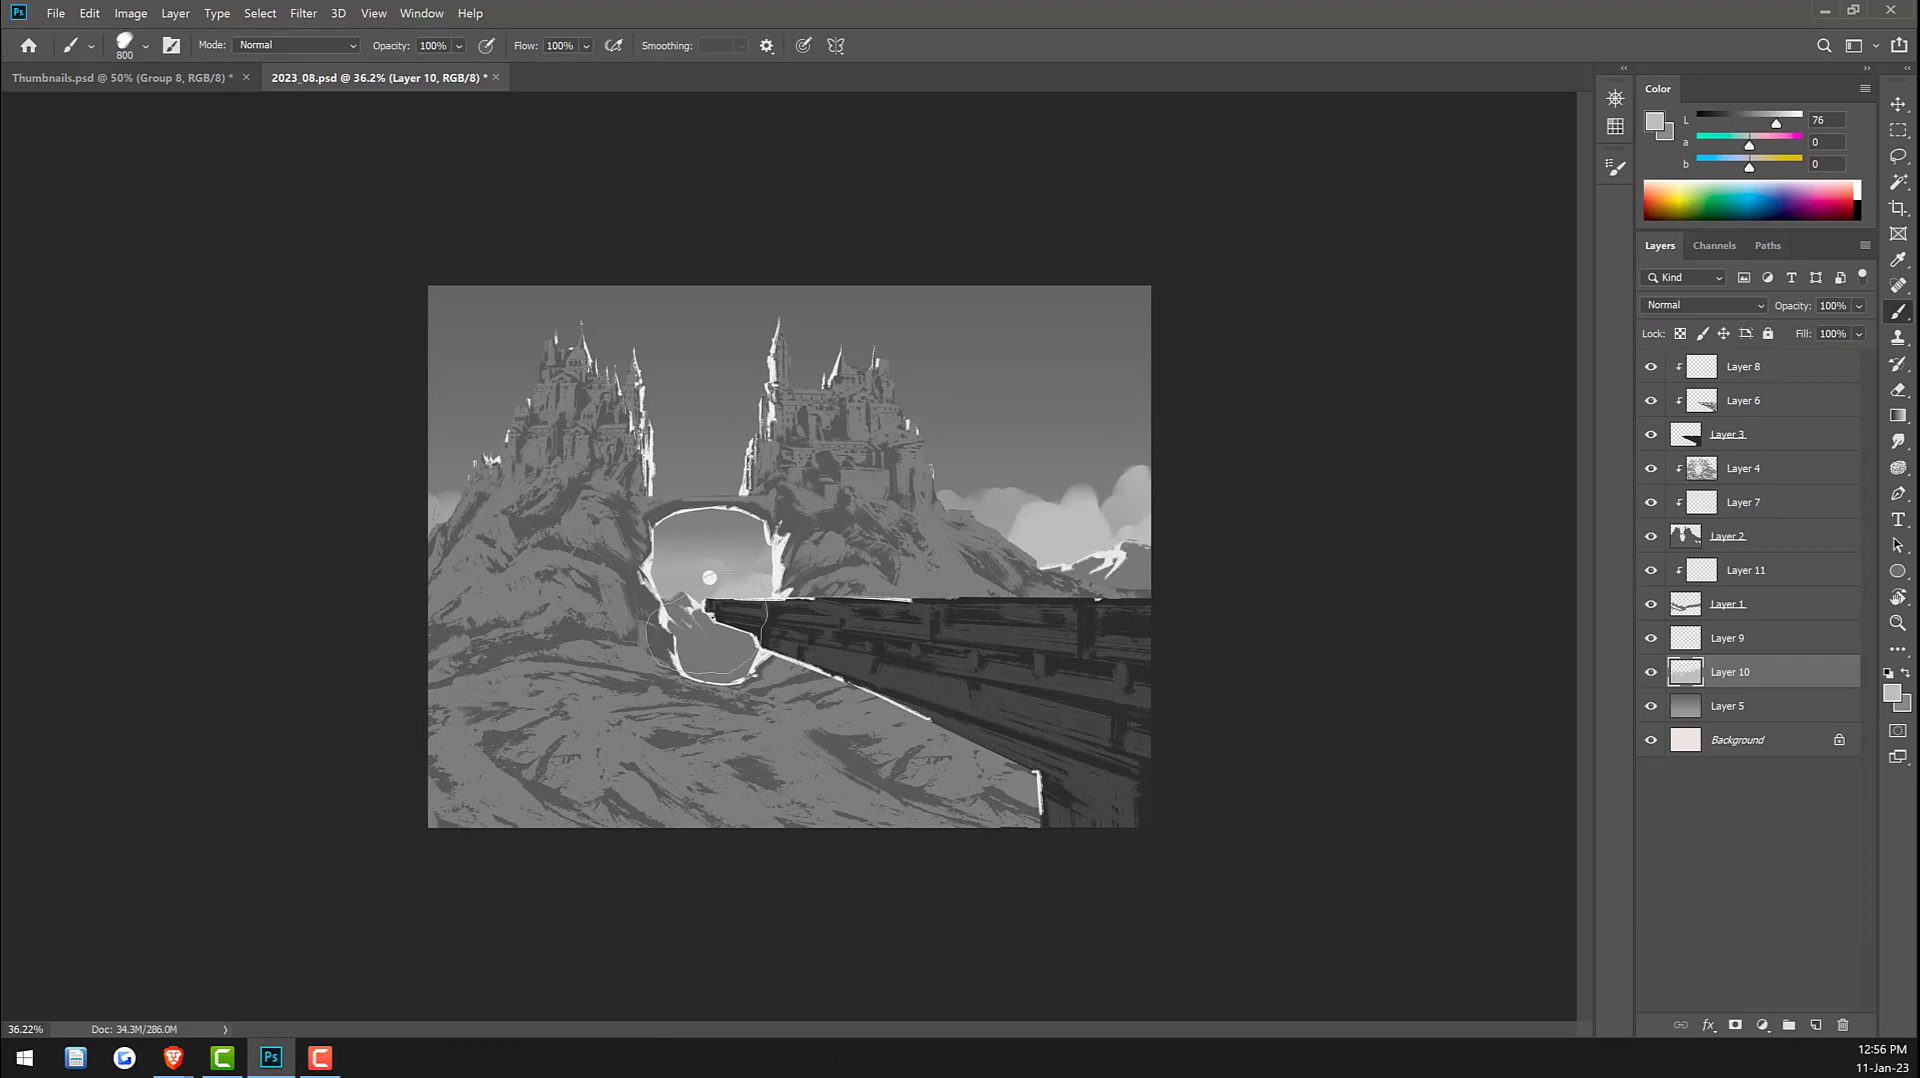 Ps File Edit Image Layer Type Select Filter 3D View Window Help
800 Mode: Normal Opacity: 100% Flow: 100% Smoothing:
Thumbnails.psd @ 50% (Group 8, RGB/8) * × 2023_08.psd @ 36.2% (Layer 10, RGB/8) * ×
Color
L 76
a 0
b 0
Layers Channels Paths
Kind
Normal Opacity: 100%
Lock: Fill: 100%
Layer 8
Layer 6
Layer 3
Layer 4
Layer 7
Layer 2
Layer 11
Layer 1
Layer 9
Layer 10
Layer 5
Background
36.22% Doc: 34.3M/286.0M
Ps
12:56 PM
11-Jan-23